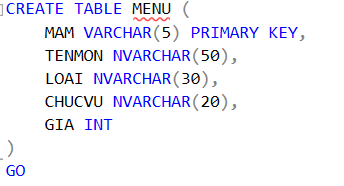 CREATE TABLE MENU (
MAM VARCHAR(5) PRIMARY KEY,
TENMON NVARCHAR(50),
LOAI NVARCHAR(30),
CHUCVU NVARCHAR(20),
GIA INT
)
GO